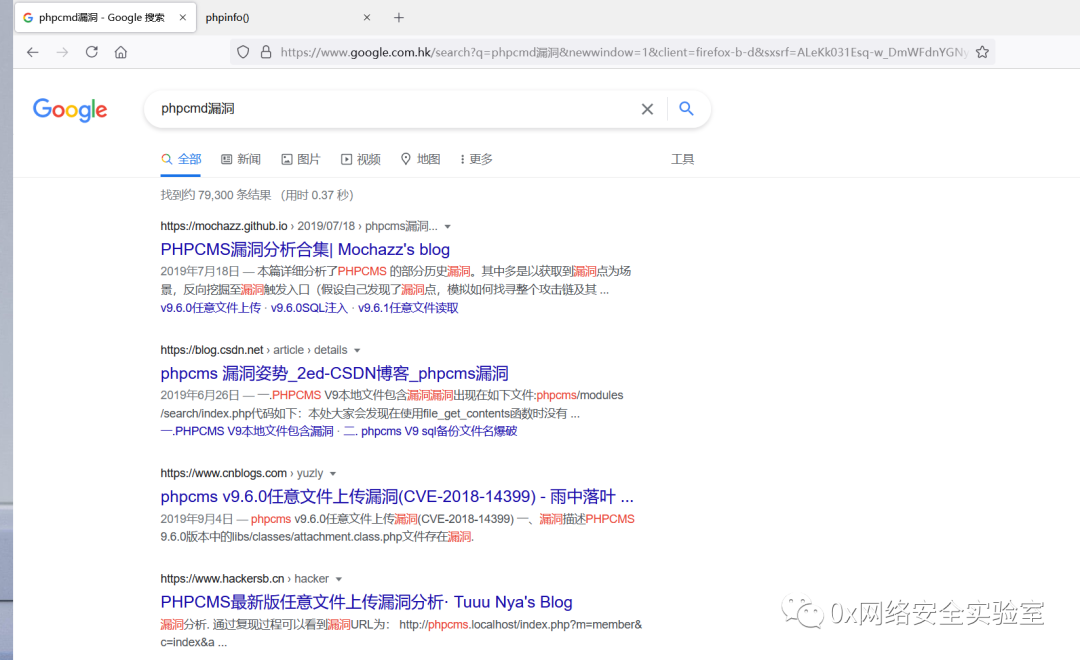 phpcmd漏洞 - Google 搜索
phpinfo()
https://www.google.com.hk/search?q=phpcmd漏洞&newwindow=1&client=firefox-b-d&sxsrf=ALeKk031Esq-w_DmWFdnYGNy
Google
phpcmd漏洞
全部 新闻 图片 视频 地图 更多 工具
找到约 79,300 条结果 （用时 0.37 秒）
https://mochazz.github.io › 2019/07/18 › phpcms漏洞...
PHPCMS漏洞分析合集| Mochazz's blog
2019年7月18日 — 本篇详细分析了PHPCMS 的部分历史漏洞。其中多是以获取到漏洞点为场
景，反向挖掘至漏洞触发入口（假设自己发现了漏洞点，模拟如何找寻整个攻击链及其 ...
v9.6.0任意文件上传 · v9.6.0SQL注入 · v9.6.1任意文件读取
https://blog.csdn.net › article › details
phpcms 漏洞姿势_2ed-CSDN博客_phpcms漏洞
2019年6月26日 — 一.PHPCMS V9本地文件包含漏洞漏洞出现在如下文件:phpcms/modules
/search/index.php代码如下：本处大家会发现在使用file_get_contents函数时没有 ...
一.PHPCMS V9本地文件包含漏洞 · 二. phpcms V9 sql备份文件名爆破
https://www.cnblogs.com › yuzly
phpcms v9.6.0任意文件上传漏洞(CVE-2018-14399) - 雨中落叶 ...
2019年9月4日 — phpcms v9.6.0任意文件上传漏洞(CVE-2018-14399) 一、漏洞描述PHPCMS
9.6.0版本中的libs/classes/attachment.class.php文件存在漏洞.
https://www.hackersb.cn › hacker
PHPCMS最新版任意文件上传漏洞分析· Tuuu Nya's Blog
漏洞分析. 通过复现过程可以看到漏洞URL为： http://phpcms.localhost/index.php?m=member&
c=index&a ...
0x网络安全实验室